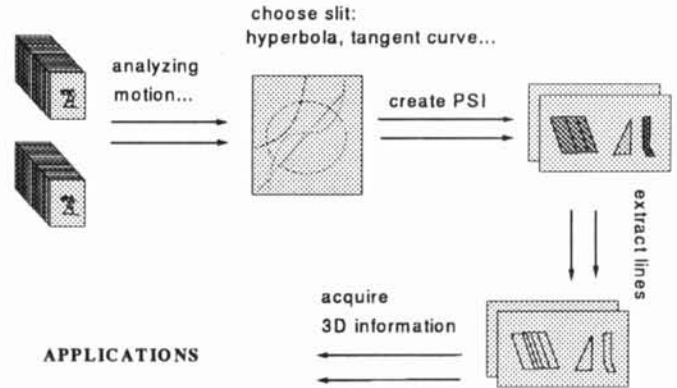 choose slit:
hyperbola, tangent curve...
analyzing
motion...
create PSI
extract lines
acquire
3D information
APPLICATIONS